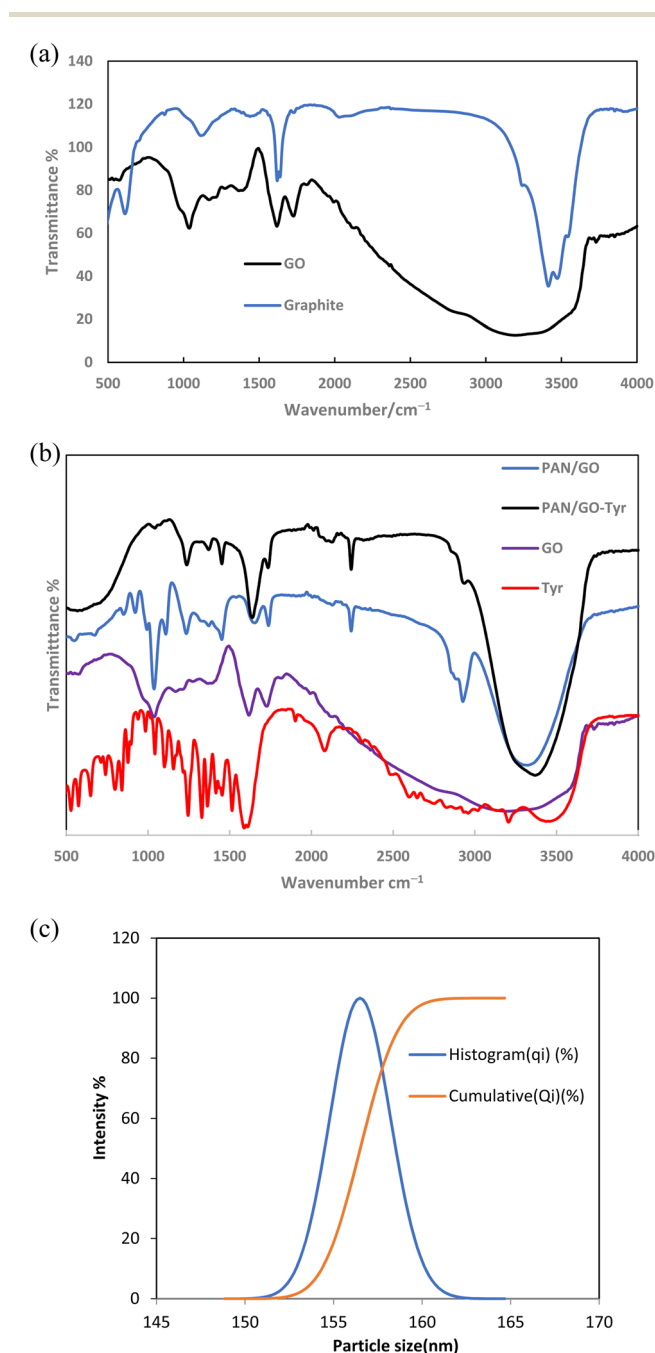 (a)
140
120
100
80
60
40
20
0
Transmittance %
GO
Graphite
500 1000 1500 2000 2500 3000 3500 4000
Wavenumber/cm⁻¹
(b)
PAN/GO
PAN/GO-Tyr
GO
Tyr
Transmitttance %
500 1000 1500 2000 2500 3000 3500 4000
Wavenumber cm⁻¹
(c)
120
100
80
60
40
20
0
Intensity %
Histogram(qi) (%)
Cumulative(Qi)(%)
145 150 155 160 165 170
Particle size(nm)